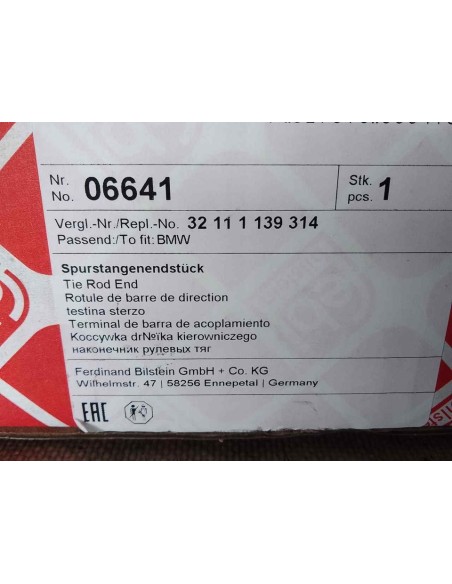 Nr.
No. 06641
Stk.
pcs. 1
Vergl.-Nr./Repl.-No. 32 11 1 139 314
Passend:/To fit: BMW
Spurstangenendstück
Tie Rod End
Rotule de barre de direction
testina sterzo
Terminal de barra de acoplamiento
Koccywka drNeïka kierowniczego
наконечник рулевых тяг
Ferdinand Bilstein GmbH + Co. KG
Wilhelmstr. 47 | 58256 Ennepetal | Germany
EAC